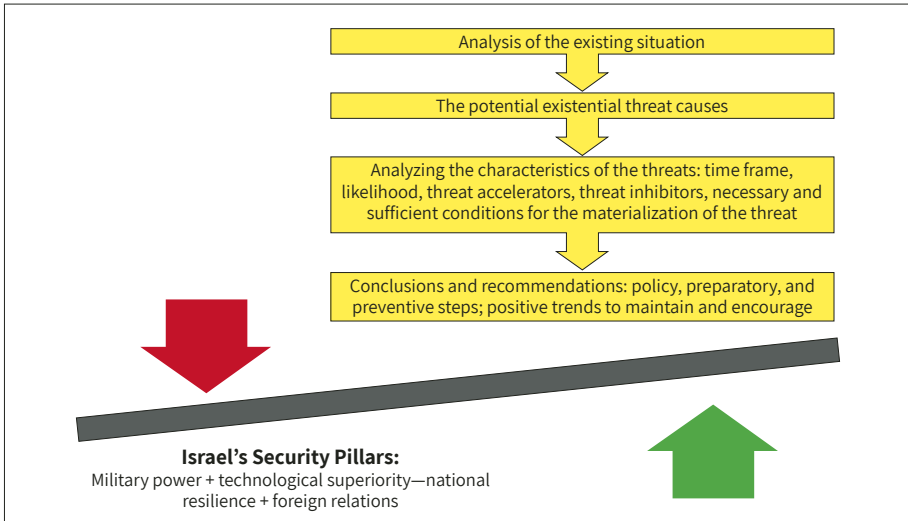 Analysis of the existing situation
The potential existential threat causes
Analyzing the characteristics of the threats: time frame,
likelihood, threat accelerators, threat inhibitors, necessary and
sufficient conditions for the materialization of the threat
Conclusions and recommendations: policy, preparatory, and
preventive steps; positive trends to maintain and encourage
Israel’s Security Pillars:
Military power + technological superiority—national
resilience + foreign relations